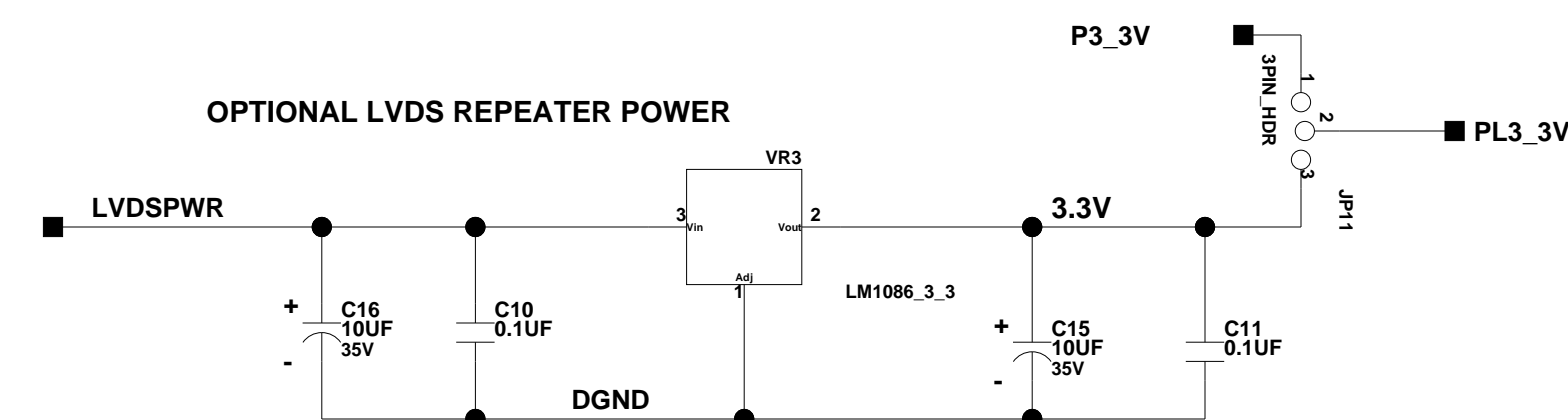 P3_3V
3PIN_HDR
1
2
3
PL3_3V
JP11
OPTIONAL LVDS REPEATER POWER
VR3
LVDSPWR
3
Vin
Vout
2
3.3V
Adj
1
LM1086_3_3
+
C16
10UF
35V
-
C10
0.1UF
+
C15
10UF
35V
-
C11
0.1UF
DGND